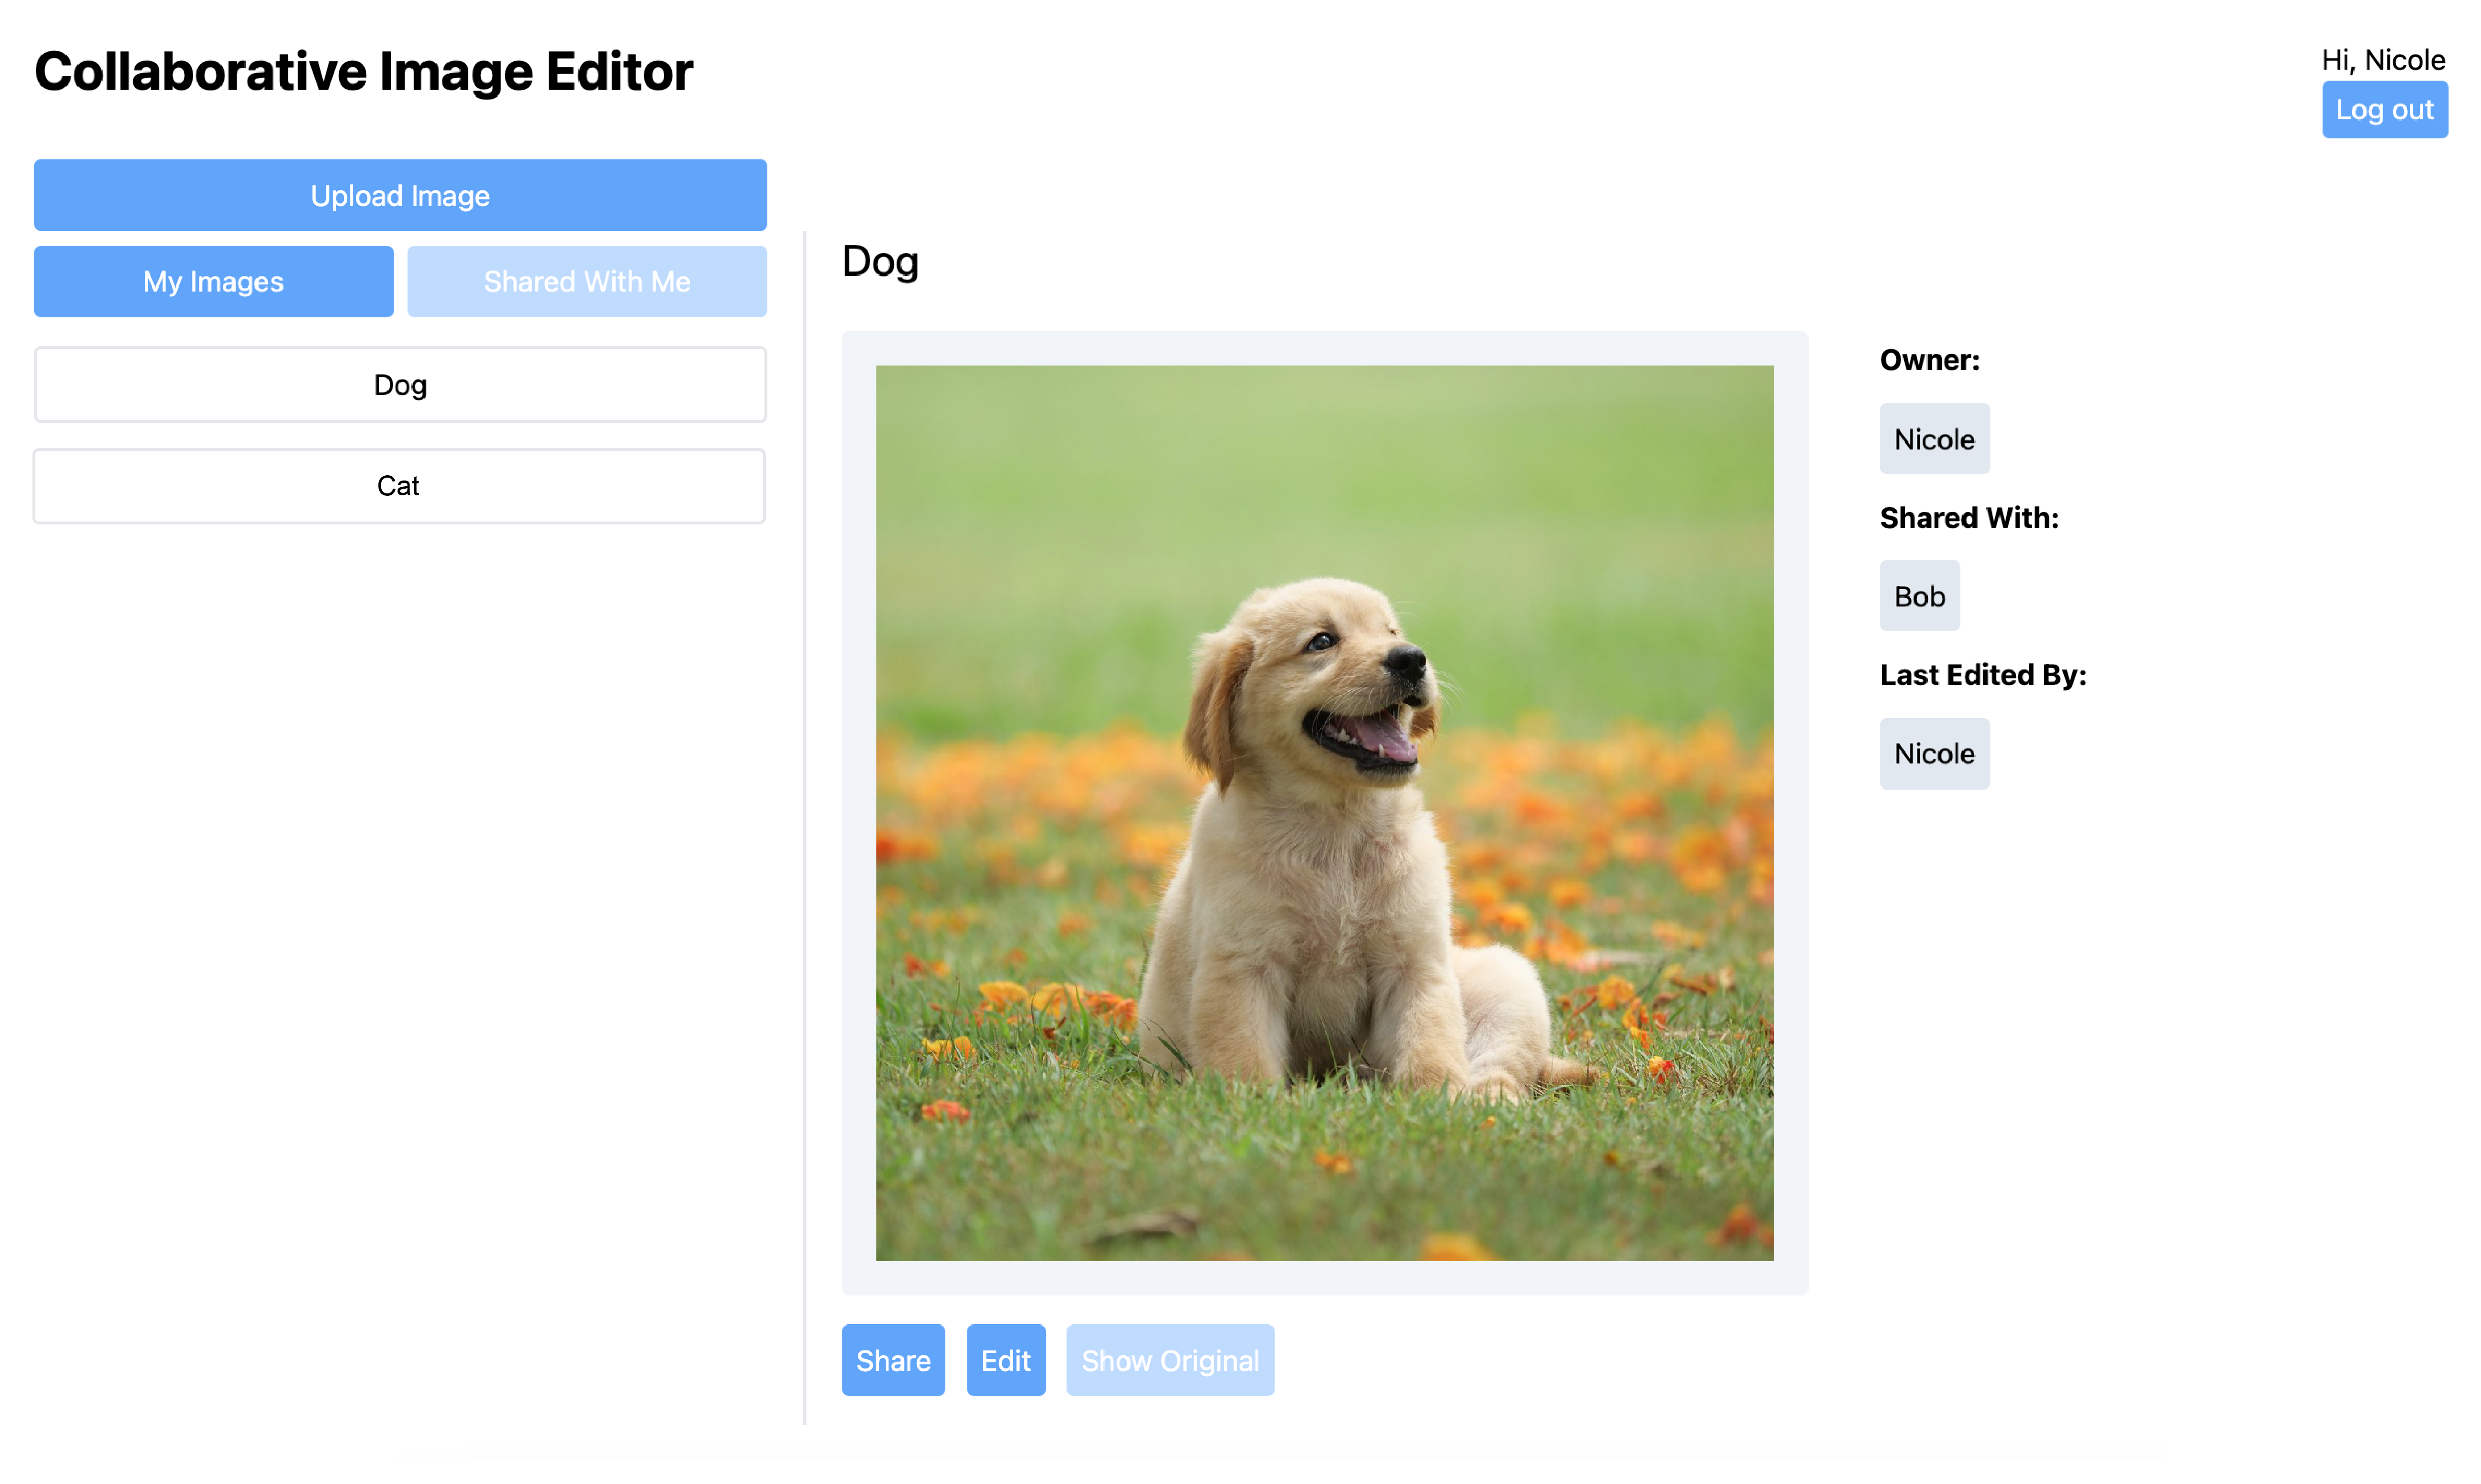 Collaborative Image Editor
Hi, Nicole
Log out
Upload Image
My Images
Shared With Me
Dog
Cat
Dog
Owner:
Nicole
Shared With:
Bob
Last Edited By:
Nicole
Share
Edit
Show Original